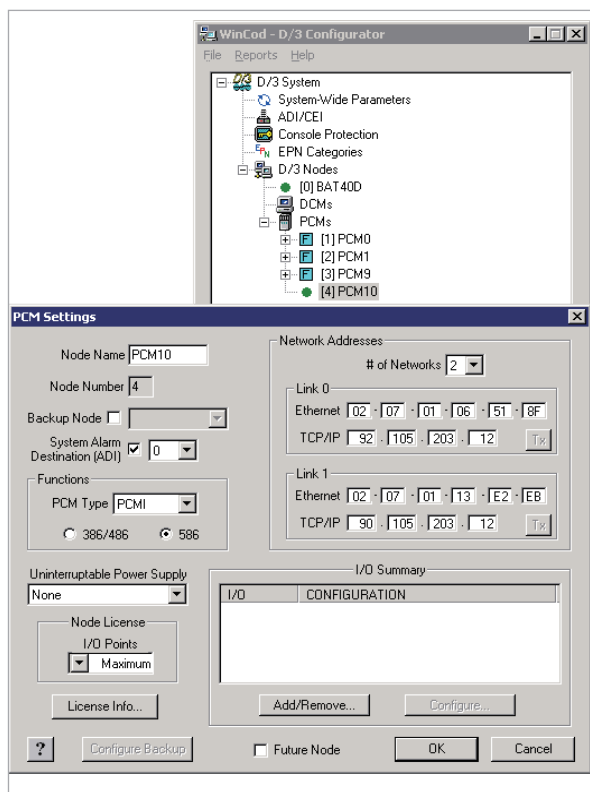 WinCod - D/3 Configurator
File Reports Help
D/3 System
System-Wide Parameters
ADI/CEI
Console Protection
EPN EPN Categories
D/3 Nodes
[0] BAT40D
DCMs
PCMs
F [1] PCM0
F [2] PCM1
F [3] PCM9
[4] PCM10
PCM Settings
Node Name PCM10
Node Number 4
Backup Node
System Alarm
Destination (ADI) 0
Functions
PCM Type PCMI
386/486 586
Network Addresses
# of Networks 2
Link 0
Ethernet 02 - 07 - 01 - 06 - 51 - 8F
TCP/IP 92 . 105 . 203 . 12 Tx
Link 1
Ethernet 02 - 07 - 01 - 13 - E2 - EB
TCP/IP 90 . 105 . 203 . 12 Tx
Uninterruptable Power Supply
None
Node License
I/O Points
Maximum
License Info...
I/O Summary
I/O CONFIGURATION
Add/Remove... Configure...
? Configure Backup Future Node OK Cancel